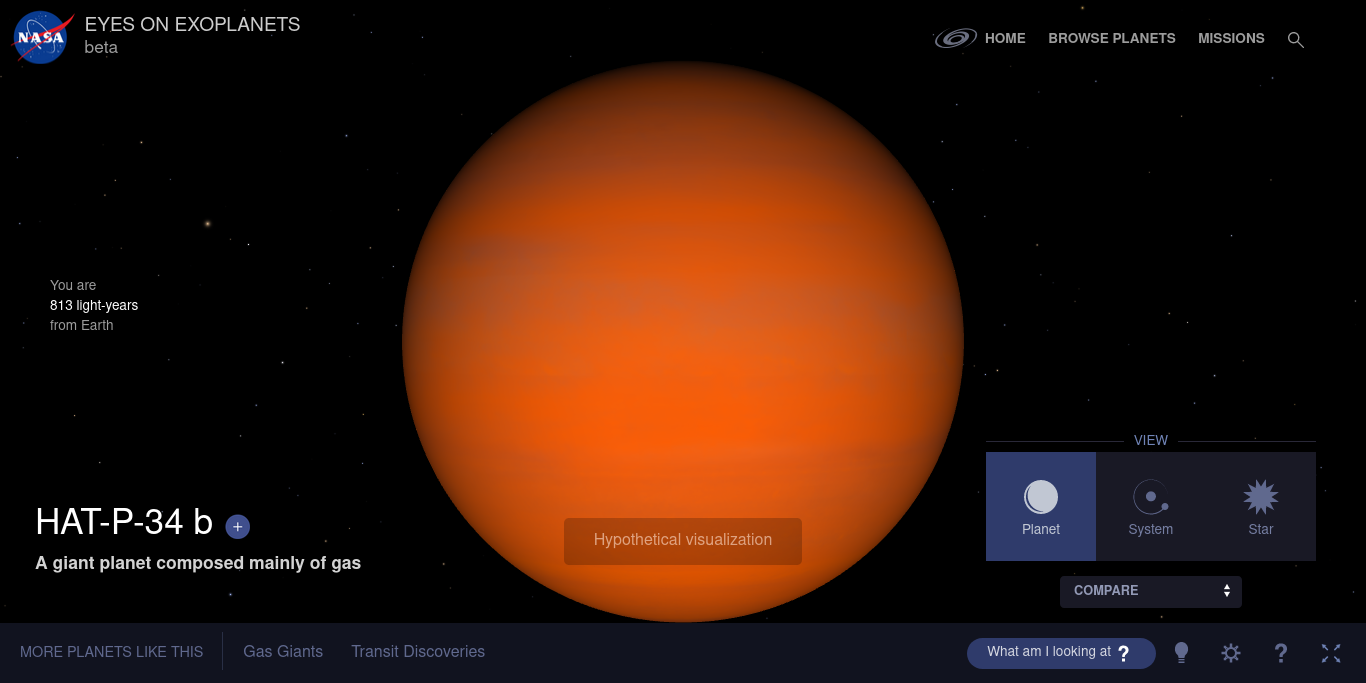 NASA
EYES ON EXOPLANETS
beta
HOME
BROWSE PLANETS
MISSIONS
You are
813 light-years
from Earth
VIEW
Planet
System
Star
COMPARE
HAT-P-34 b +
A giant planet composed mainly of gas
Hypothetical visualization
MORE PLANETS LIKE THIS
Gas Giants
Transit Discoveries
What am I looking at ?
?